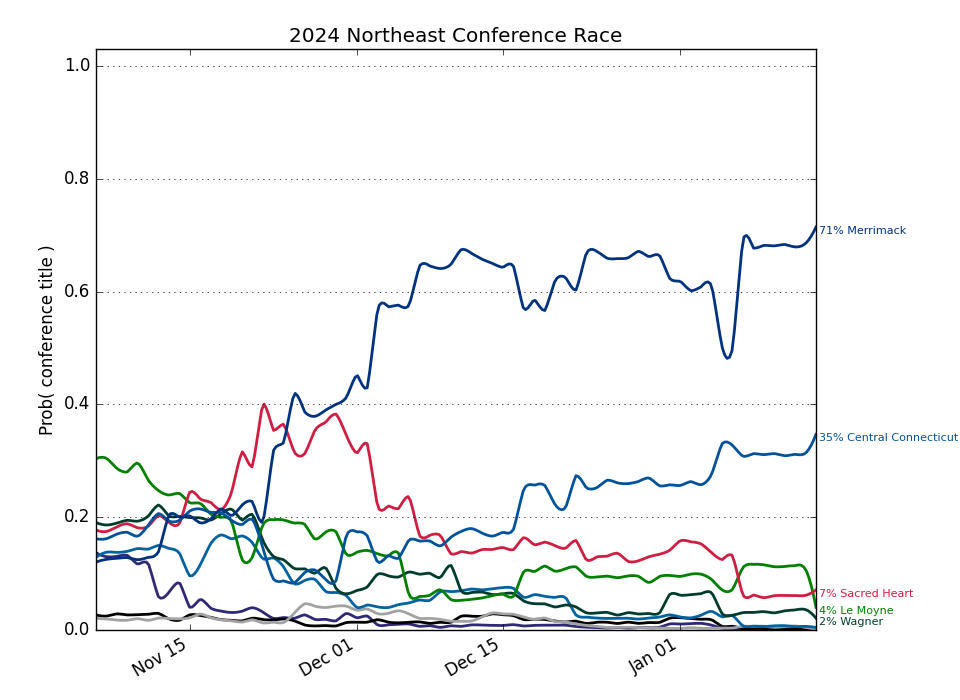 2024 Northeast Conference Race
Prob( conference title )
1.0
0.8
0.6
0.4
0.2
0.0
71% Merrimack
35% Central Connecticut
7% Sacred Heart
4% Le Moyne
2% Wagner
Nov 15
Dec 01
Dec 15
Jan 01